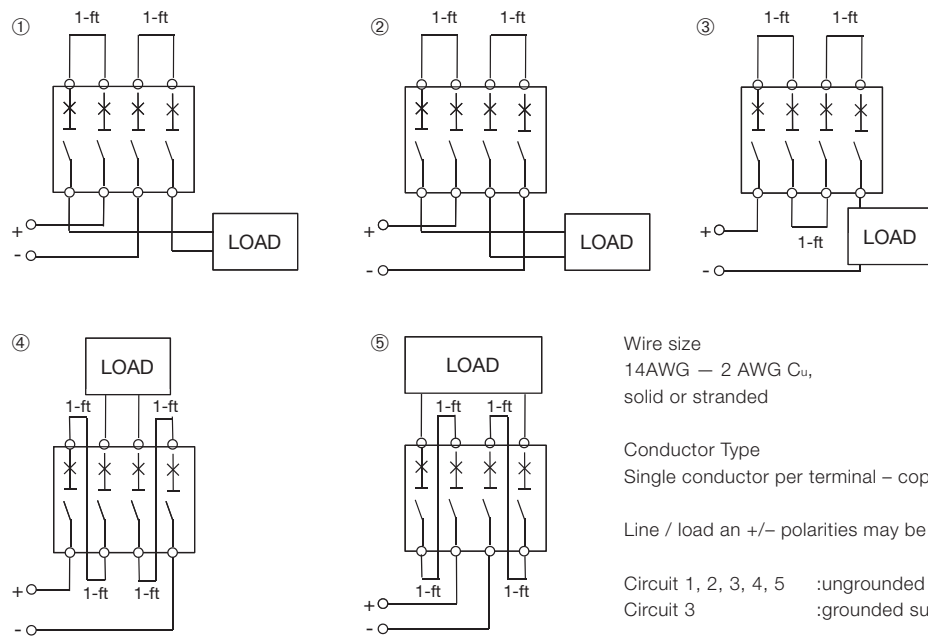 ① 1-ft 1-ft
② 1-ft 1-ft
③ 1-ft 1-ft
+
-
LOAD
+
-
LOAD
+
-
1-ft
LOAD
④
LOAD
1-ft 1-ft
+
-
1-ft 1-ft
⑤
LOAD
1-ft 1-ft
1-ft 1-ft
+
-
Wire size
14AWG — 2 AWG Cu,
solid or stranded
Conductor Type
Single conductor per terminal – cop
Line / load an +/– polarities may be
Circuit 1, 2, 3, 4, 5 :ungrounded
Circuit 3 :grounded su